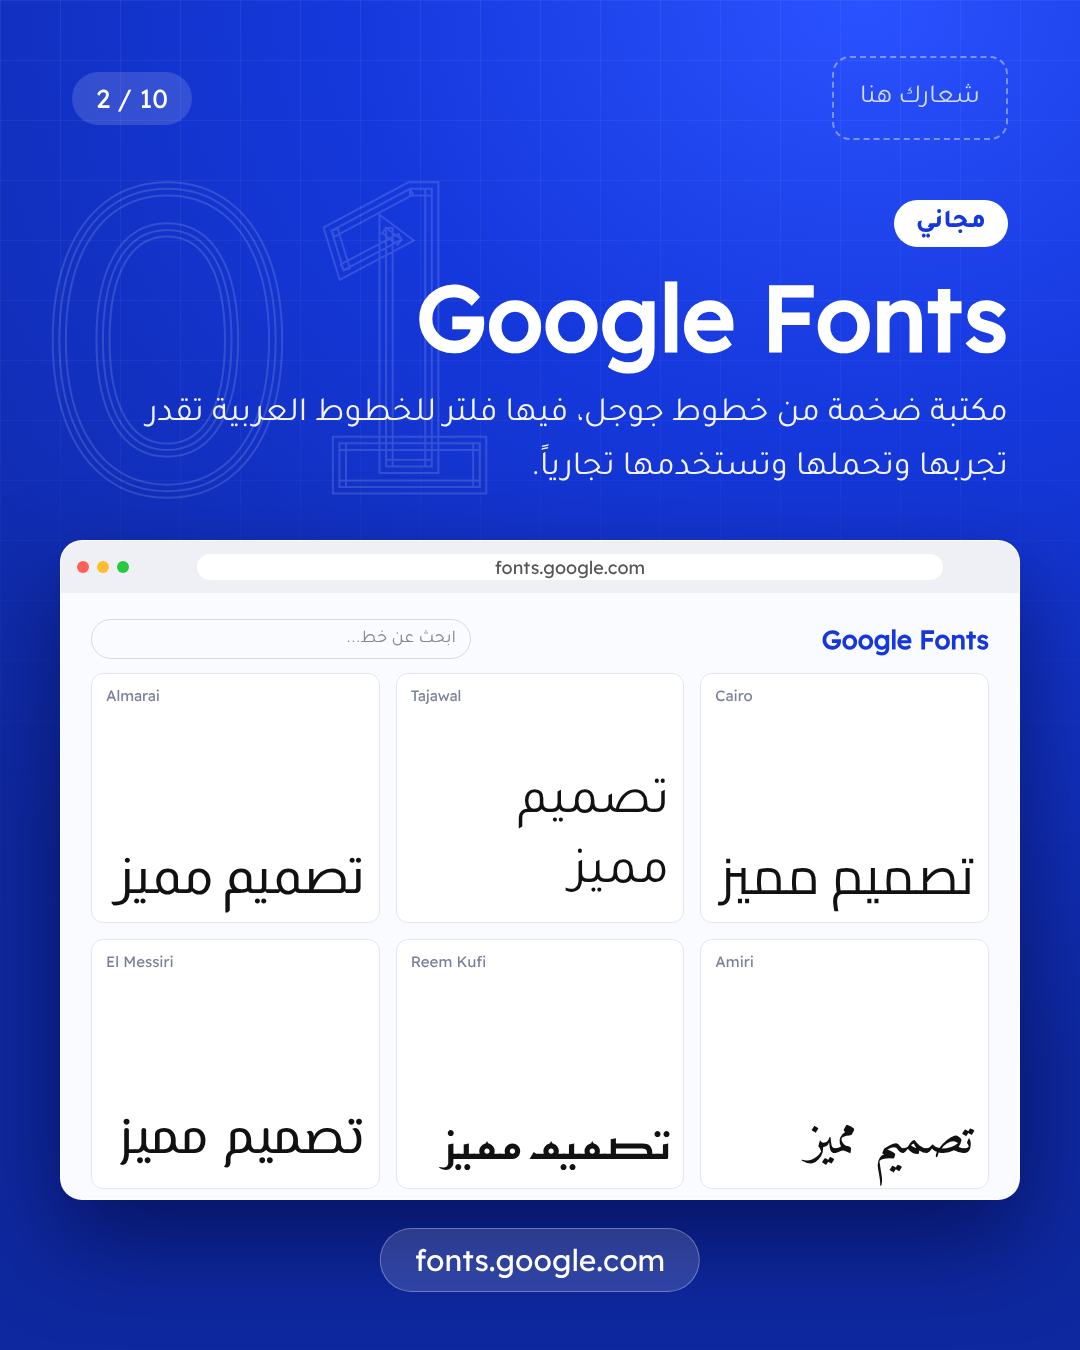 شعارك هنا
2 / 10
01
مجاني
Google Fonts
مكتبة ضخمة من خطوط جوجل، فيها فلتر للخطوط العربية تقدر
تجربها وتحملها وتستخدمها تجارياً.
fonts.google.com
Google Fonts
ابحث عن خط...
Cairo
تصميم مميز
Tajawal
تصميم
مميز
Almarai
تصميم مميز
Amiri
تصميم مميز
Reem Kufi
تصميم مميز
El Messiri
تصميم مميز
fonts.google.com